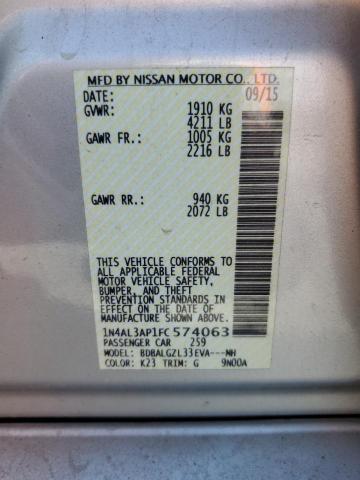 MFD BY NISSAN MOTOR CO., LTD.
DATE: 09/15
GVWR: 1910 KG
4211 LB
GAWR FR.: 1005 KG
2216 LB
GAWR RR.: 940 KG
2072 LB
THIS VEHICLE CONFORMS TO
ALL APPLICABLE FEDERAL
MOTOR VEHICLE SAFETY,
BUMPER, AND THEFT
PREVENTION STANDARDS
IN EFFECT ON THE DATE OF
MANUFACTURE SHOWN ABOVE.
1N4AL3AP1FC574063
PASSENGER CAR 259
MODEL: BDBALGZL33EVA---NH
COLOR: K23 TRIM: G 9N00A